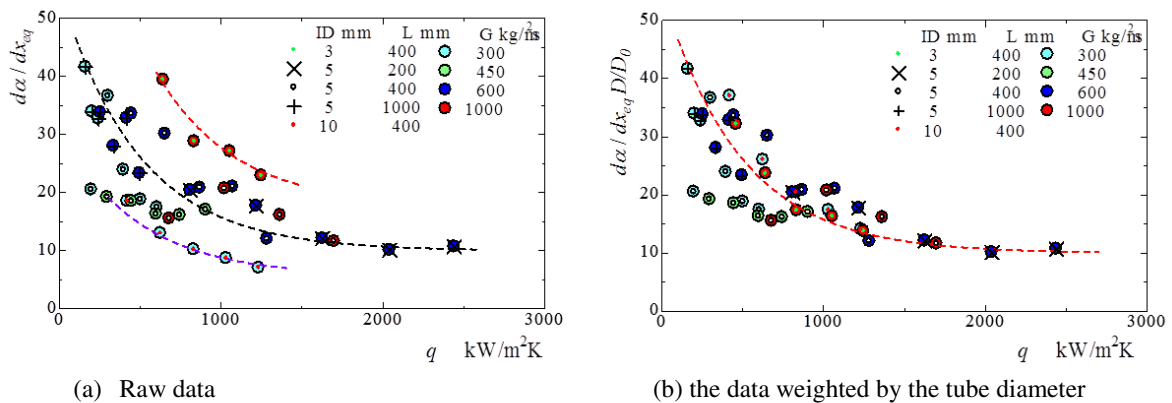 dα / dx_eq
50
40
30
20
10
0
0 1000 2000 3000
q kW/m²K
ID mm L mm G kg/m²s
3 400 300
5 200 450
5 400 600
5 1000 1000
10 400
(a) Raw data
dα / dx_eq D/D₀
50
40
30
20
10
0
0 1000 2000 3000
q kW/m²K
ID mm L mm G kg/m²s
3 400 300
5 200 450
5 400 600
5 1000 1000
10 400
(b) the data weighted by the tube diameter